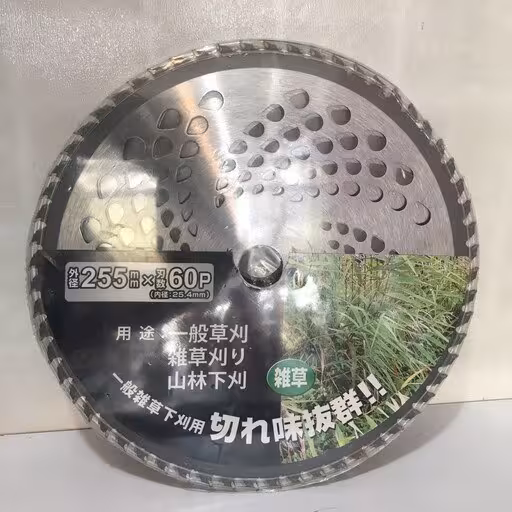 外径255mm×刃数60P
(内径:25.4mm)
用途:一般草刈
雑草刈り
山林下刈
雑草
一般雑草下刈用 切れ味抜群!!